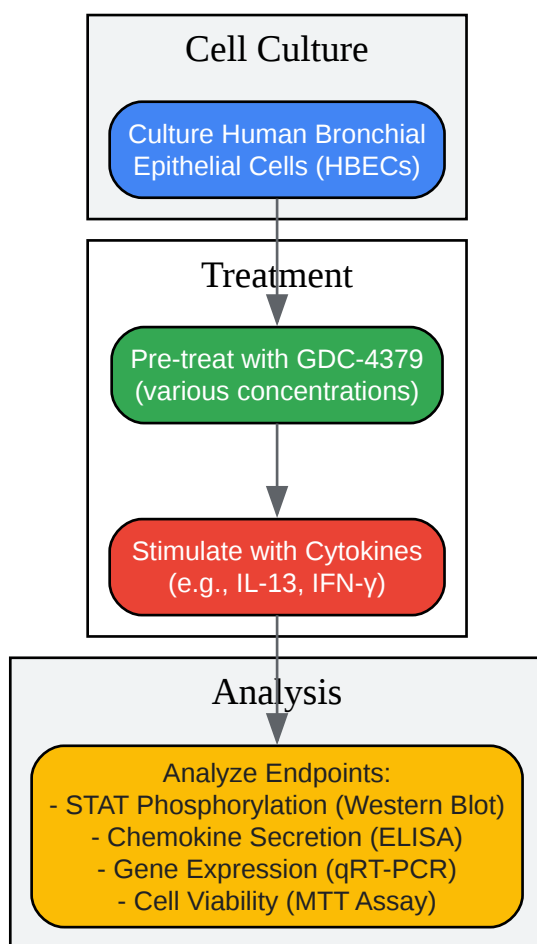 Cell Culture
Culture Human Bronchial
Epithelial Cells (HBECs)
Treatment
Pre-treat with GDC-4379
(various concentrations)
Stimulate with Cytokines
(e.g., IL-13, IFN-γ)
Analysis
Analyze Endpoints:
- STAT Phosphorylation (Western Blot)
- Chemokine Secretion (ELISA)
- Gene Expression (qRT-PCR)
- Cell Viability (MTT Assay)